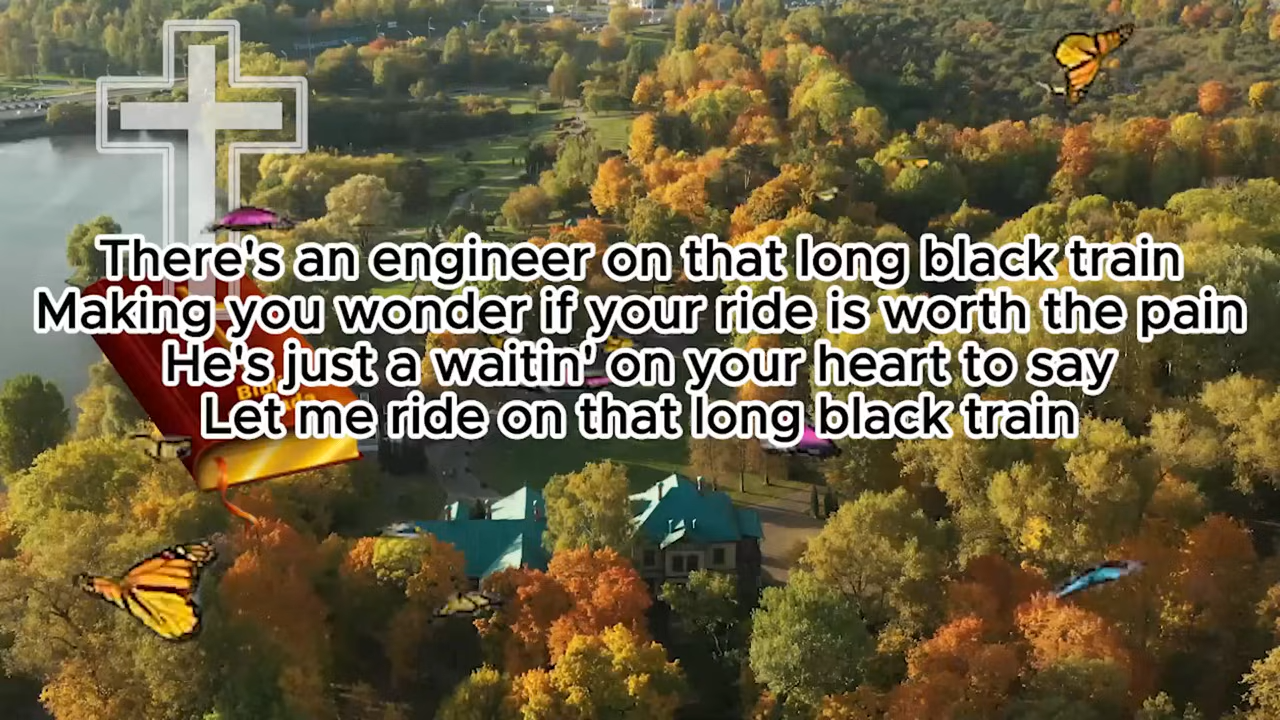 There's an engineer on that long black train
Making you wonder if your ride is worth the pain
He's just a waitin' on your heart to say
Let me ride on that long black train